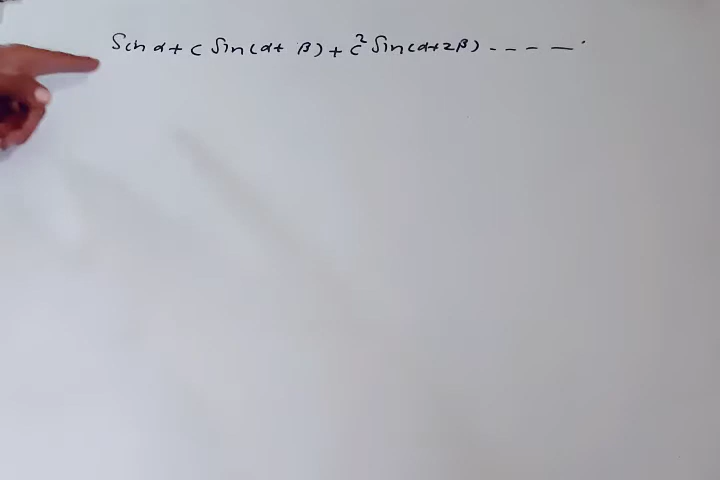 Sin α + c Sin(α + β) + c² Sin(α+2β) - - - —